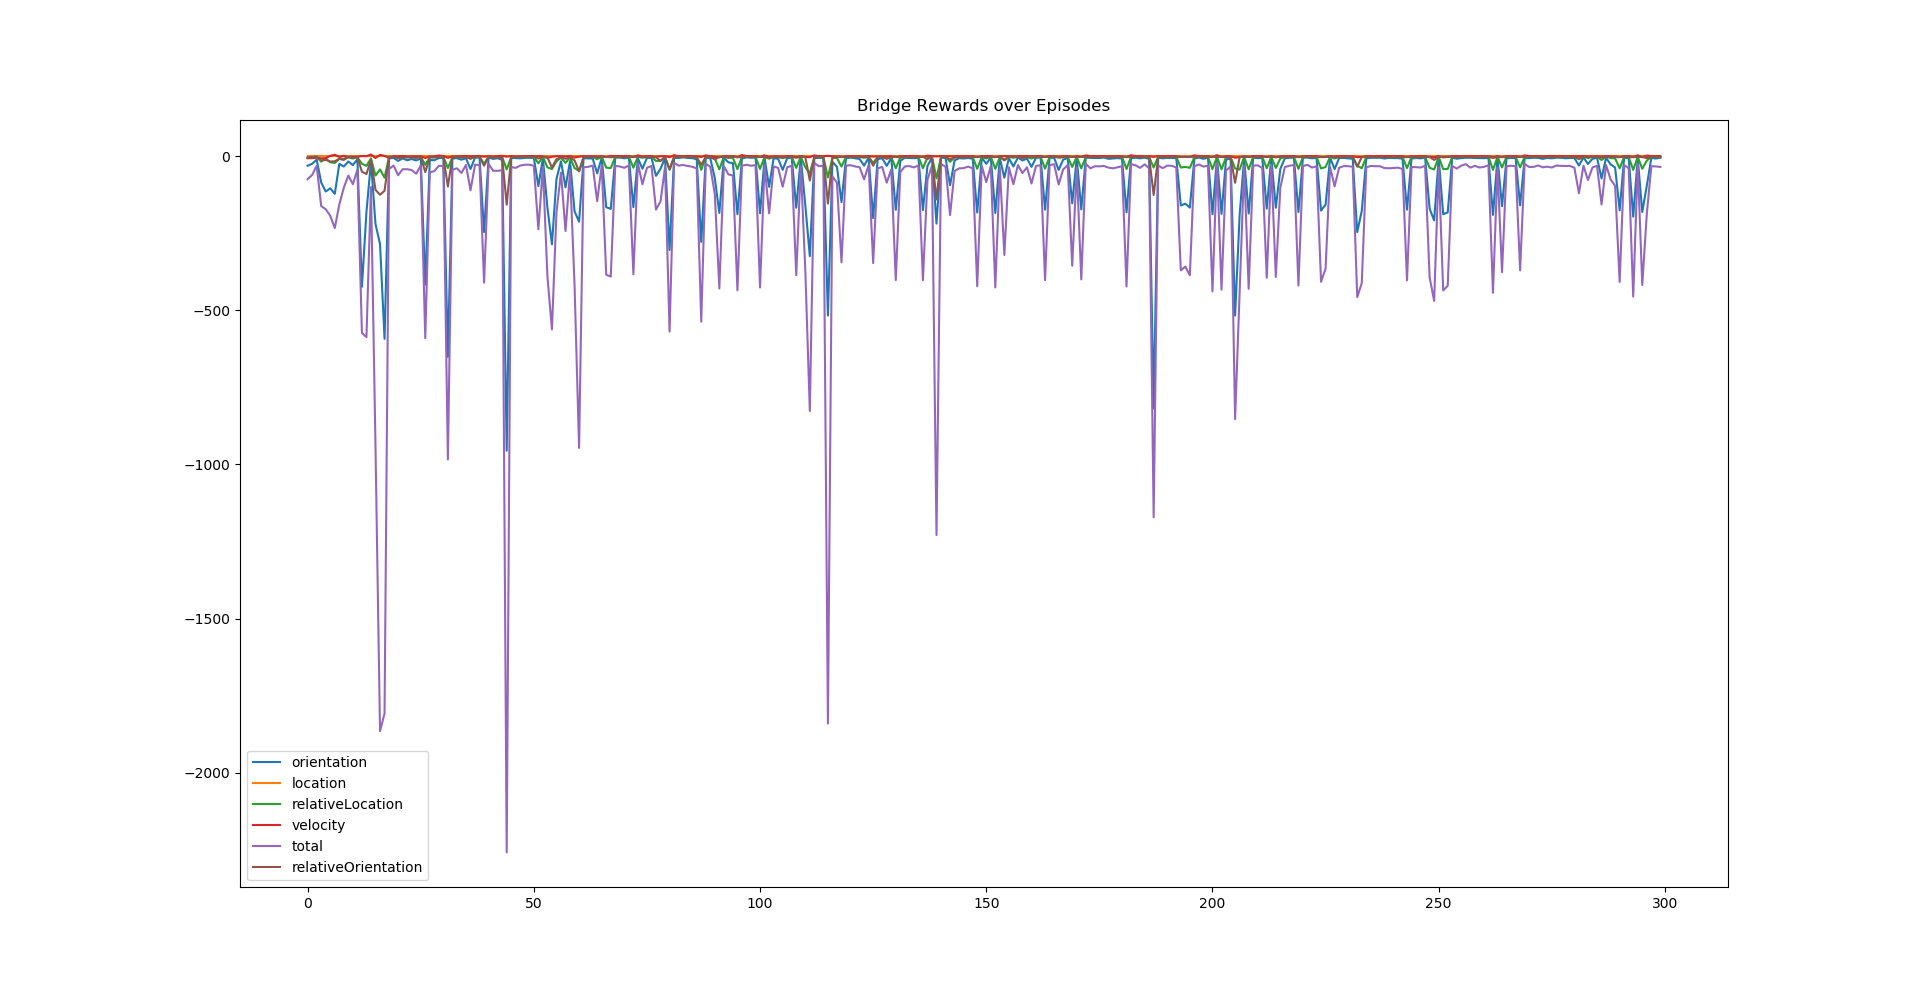 Bridge Rewards over Episodes
0
−500
−1000
−1500
−2000
orientation
location
relativeLocation
velocity
total
relativeOrientation
0 50 100 150 200 250 300